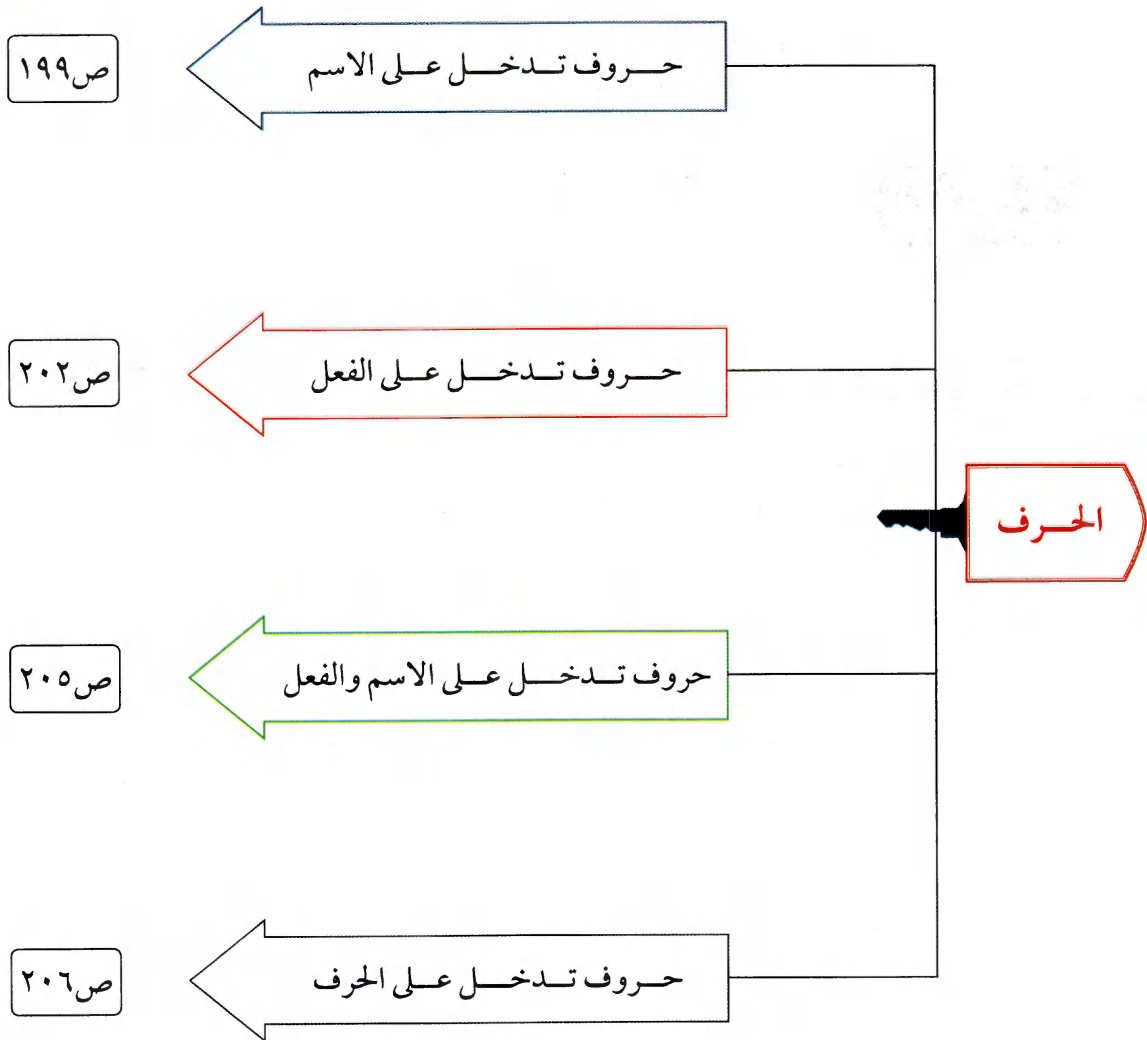 الحرف
حروف تدخل على الاسم
ص١٩٩
حروف تدخل على الفعل
ص٢٠٢
حروف تدخل على الاسم والفعل
ص٢٠٥
حروف تدخل على الحرف
ص٢٠٦